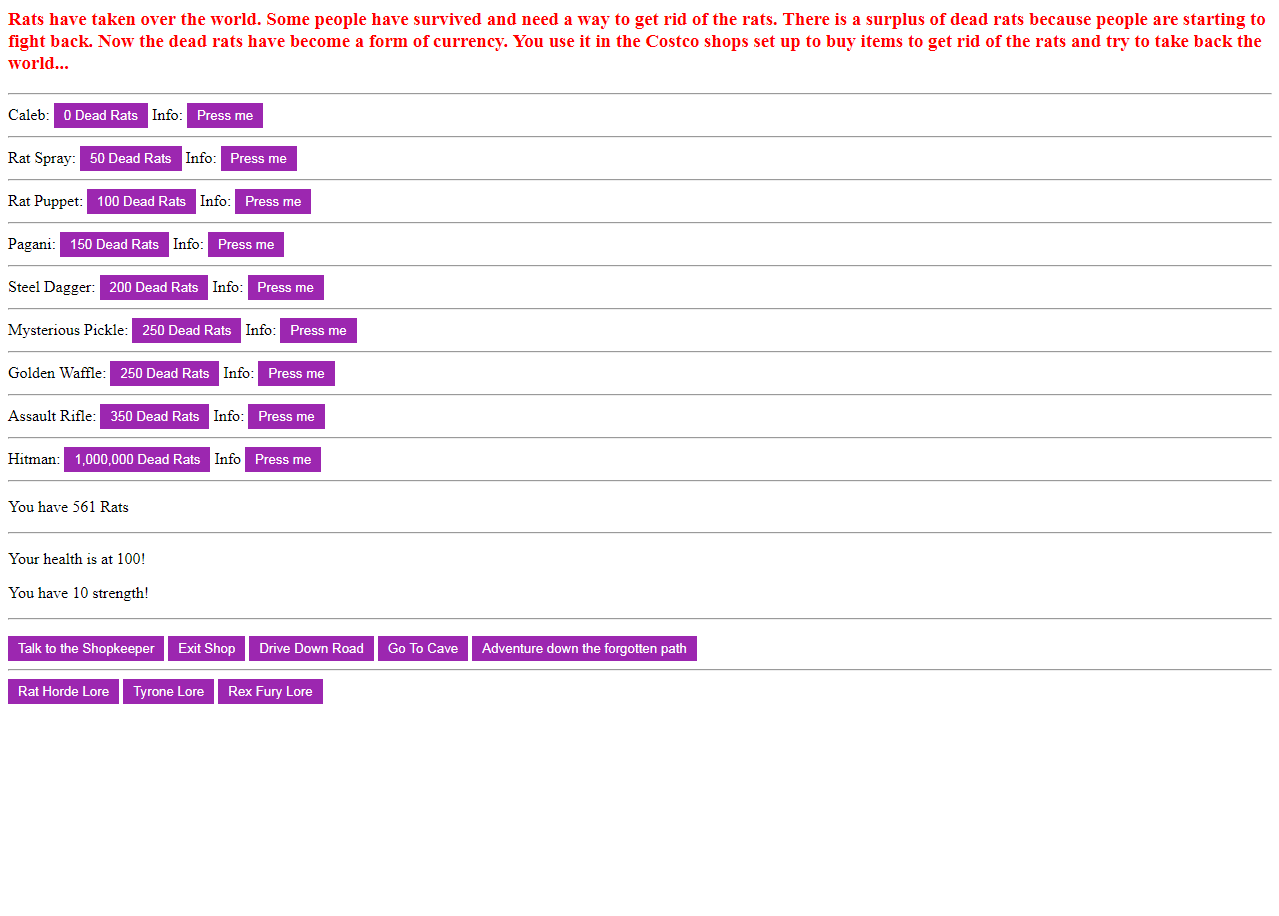 Rats have taken over the world. Some people have survived and need a way to get rid of the rats. There is a surplus of dead rats because people are starting to
fight back. Now the dead rats have become a form of currency. You use it in the Costco shops set up to buy items to get rid of the rats and try to take back the
world...
Caleb: 0 Dead Rats Info: Press me
Rat Spray: 50 Dead Rats Info: Press me
Rat Puppet: 100 Dead Rats Info: Press me
Pagani: 150 Dead Rats Info: Press me
Steel Dagger: 200 Dead Rats Info: Press me
Mysterious Pickle: 250 Dead Rats Info: Press me
Golden Waffle: 250 Dead Rats Info: Press me
Assault Rifle: 350 Dead Rats Info: Press me
Hitman: 1,000,000 Dead Rats Info Press me
You have 561 Rats
Your health is at 100!
You have 10 strength!
Talk to the Shopkeeper Exit Shop Drive Down Road Go To Cave Adventure down the forgotten path
Rat Horde Lore Tyrone Lore Rex Fury Lore